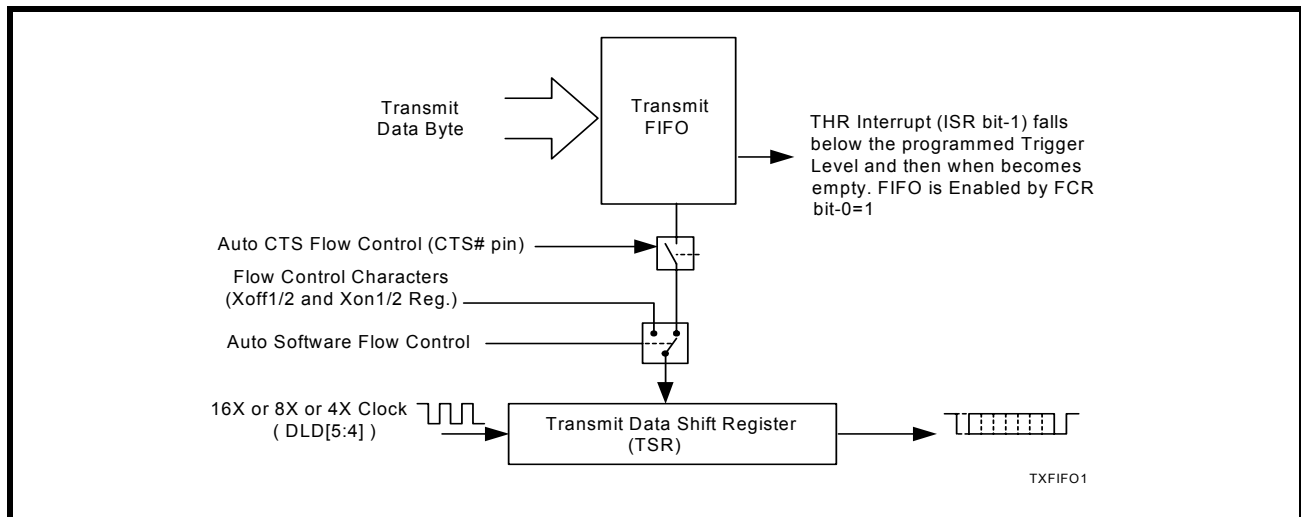 Transmit
Data Byte
Transmit
FIFO
THR Interrupt (ISR bit-1) falls
below the programmed Trigger
Level and then when becomes
empty. FIFO is Enabled by FCR
bit-0=1
Auto CTS Flow Control (CTS# pin)
Flow Control Characters
(Xoff1/2 and Xon1/2 Reg.)
Auto Software Flow Control
16X or 8X or 4X Clock
( DLD[5:4] )
Transmit Data Shift Register
(TSR)
TXFIFO1